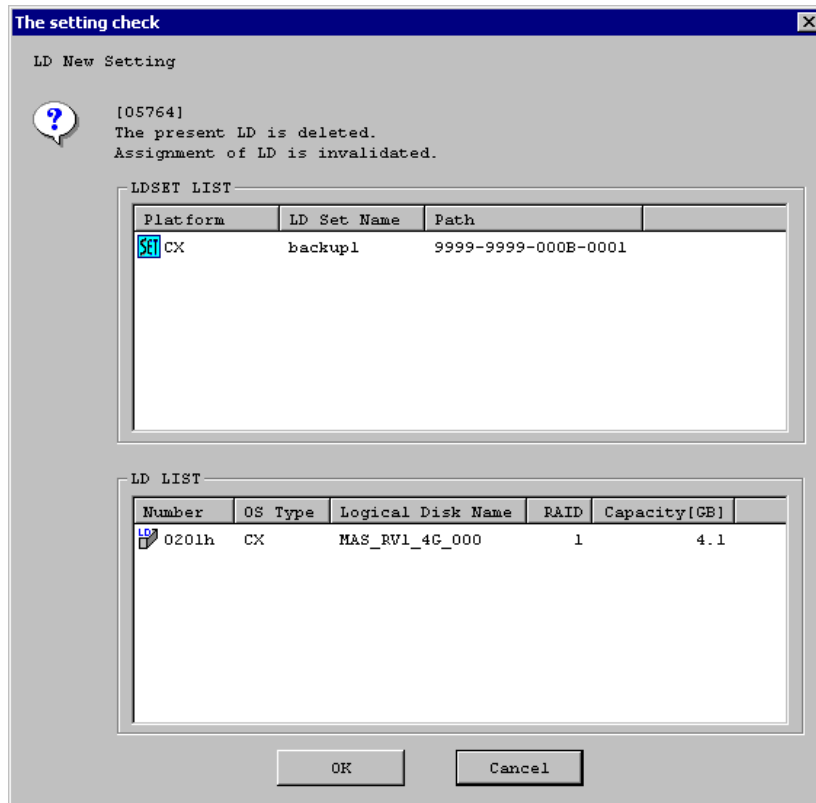 The setting check
LD New Setting
?
[05764]
The present LD is deleted.
Assignment of LD is invalidated.
LDSET LIST
Platform LD Set Name Path
SET CX backup1 9999-9999-000B-0001
LD LIST
Number OS Type Logical Disk Name RAID Capacity[GB]
LD 0201h CX MAS_RV1_4G_000 1 4.1
OK Cancel